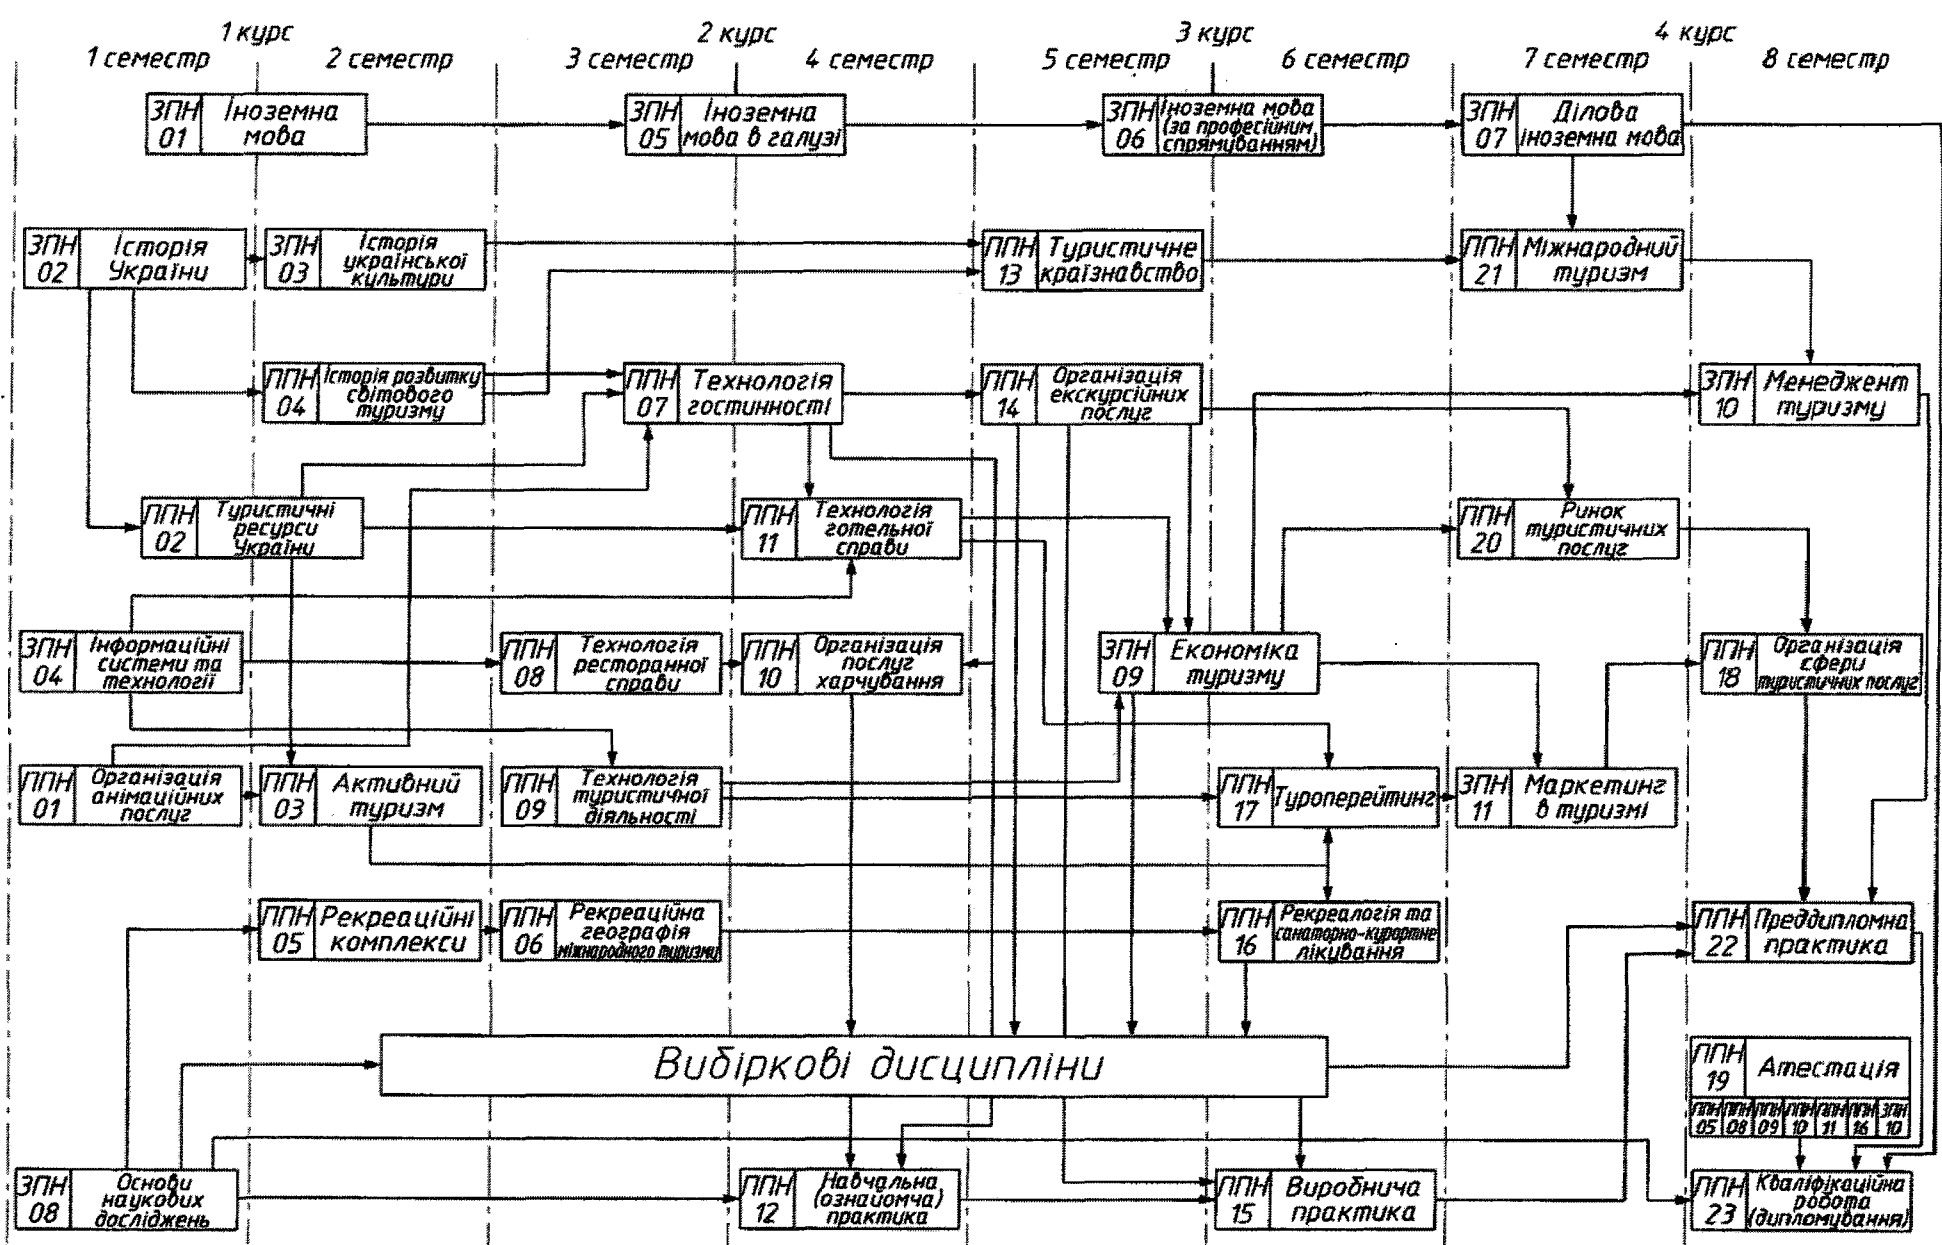 1 курс
2 курс
3 курс
4 курс
1 семестр
2 семестр
3 семестр
4 семестр
5 семестр
6 семестр
7 семестр
8 семестр
ЗПН
01
Іноземна
мова
ЗПН
05
Іноземна
мова в галузі
ЗПН
06
Іноземна мова
(за професійним
спрямуванням)
ЗПН
07
Ділова
іноземна мова
ЗПН
02
Історія
України
ЗПН
03
Історія
української
культури
ППН
13
Туристичне
країзнавство
ППН
21
Міжнародний
туризм
ППН
04
Історія розвитку
світового
туризму
ППН
07
Технологія
гостинності
ППН
14
Організація
екскурсійних
послуг
ЗПН
10
Менеджент
туризму
ППН
02
Туристичні
ресурси
України
ППН
11
Технологія
готельної
справи
ППН
20
Ринок
туристичних
послуг
ЗПН
04
Інформаційні
системи та
технології
ППН
08
Технологія
ресторанної
справи
ППН
10
Організація
послуг
харчування
ЗПН
09
Економіка
туризму
ППН
18
Організація
сфери
туристичних послуг
ППН
01
Організація
анімаційних
послуг
ППН
03
Активний
туризм
ППН
09
Технологія
туристичної
діяльності
ППН
17
Туроперейтинг
ЗПН
11
Маркетинг
в туризмі
ППН
05
Рекреаційні
комплекси
ППН
06
Рекреаційна
географія
міжнародного туризму
ППН
16
Рекреалогія та
санаторно-курортне
лікування
ППН
22
Преддипломна
практика
Вибіркові дисципліни
ППН
19
Атестація
ППН ППН ППН ППН ППН ППН ЗПН
05 08 09 10 11 16 10
ЗПН
08
Основи
наукових
досліджень
ППН
12
Навчальна
(ознайомча)
практика
ППН
15
Виробнича
практика
ППН
23
Кваліфікаційна
робота
(дипломування)